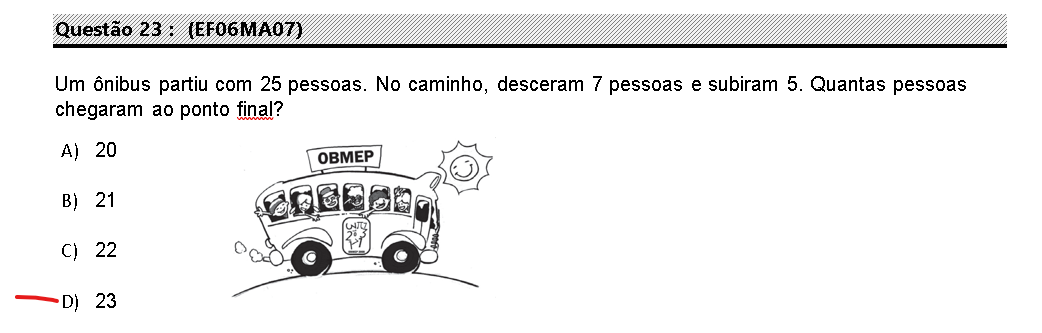 Questão 23 : (EF06MA07)
Um ônibus partiu com 25 pessoas. No caminho, desceram 7 pessoas e subiram 5. Quantas pessoas
chegaram ao ponto final?
A) 20
OBMEP
B) 21
C) 22
D) 23